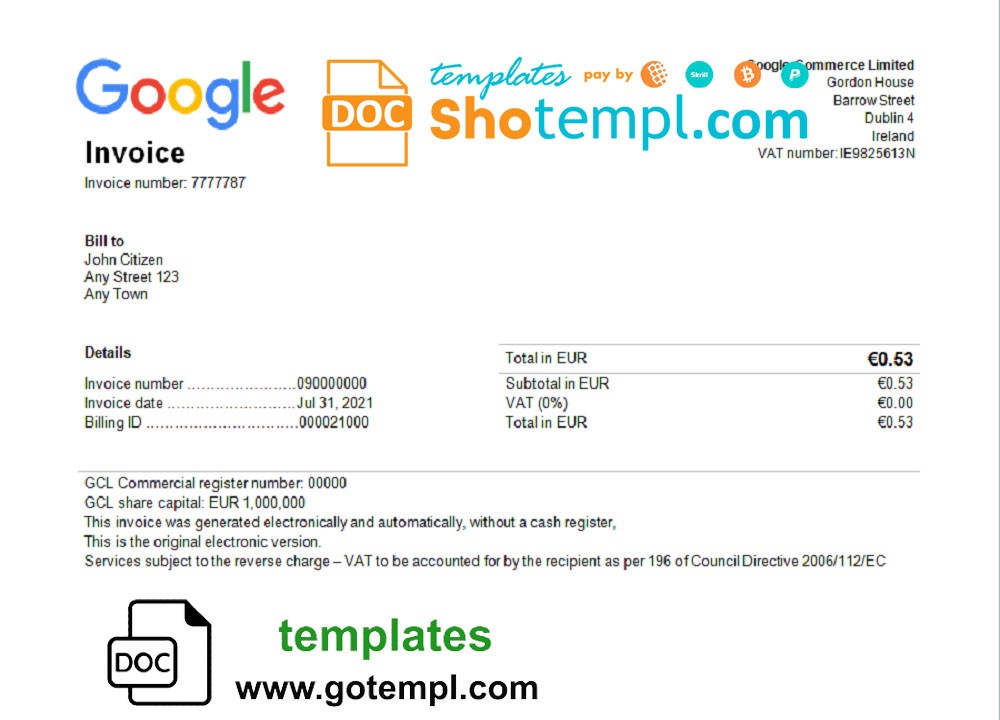 Google
DOC
templates pay by Skrill
Shotempl.com
Google Commerce Limited
Gordon House
Barrow Street
Dublin 4
Ireland
VAT number: IE9825613N
Invoice
Invoice number: 7777787
Bill to
John Citizen
Any Street 123
Any Town
Details
Invoice number ........................090000000
Invoice date ............................Jul 31, 2021
Billing ID .................................000021000
Total in EUR €0.53
Subtotal in EUR €0.53
VAT (0%) €0.00
Total in EUR €0.53
GCL Commercial register number: 00000
GCL share capital: EUR 1,000,000
This invoice was generated electronically and automatically, without a cash register,
This is the original electronic version.
Services subject to the reverse charge – VAT to be accounted for by the recipient as per 196 of Council Directive 2006/112/EC
DOC
templates
www.gotempl.com